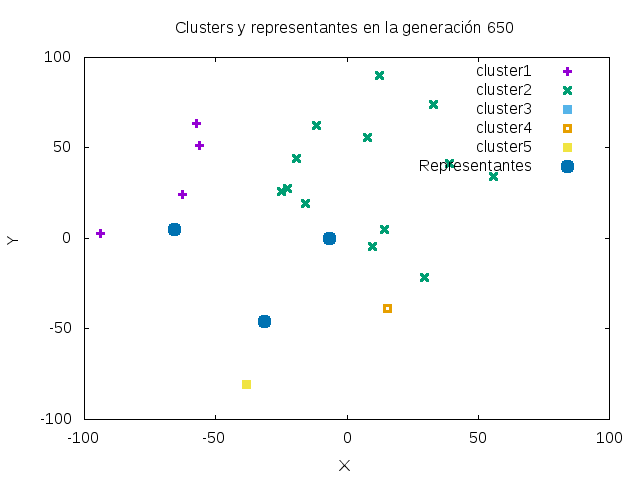 Clusters y representantes en la generación 650
100
50
0
-50
-100
Y
cluster1
cluster2
cluster3
cluster4
cluster5
Representantes
-100 -50 0 50 100
X